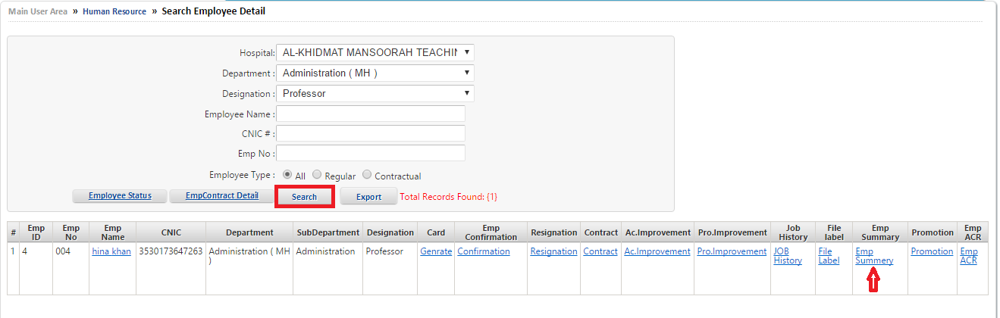 Main User Area » Human Resource » Search Employee Detail
Hospital: AL-KHIDMAT MANSOORAH TEACHIN
Department : Administration ( MH )
Designation : Professor
Employee Name :
CNIC # :
Emp No :
Employee Type : All Regular Contractual
Employee Status EmpContract Detail Search Export Total Records Found: {1}
# Emp ID Emp No Emp Name CNIC Department SubDepartment Designation Card Emp Confirmation Resignation Contract Ac.Improvement Pro.Improvement Job History File label Emp Summary Promotion Emp ACR
1 4 004 hina khan 3530173647263 Administration ( MH ) Administration Professor Genrate Confirmation Resignation Contract Ac.Improvement Pro.Improvement JOB History File Label Emp Summery Promotion Emp ACR